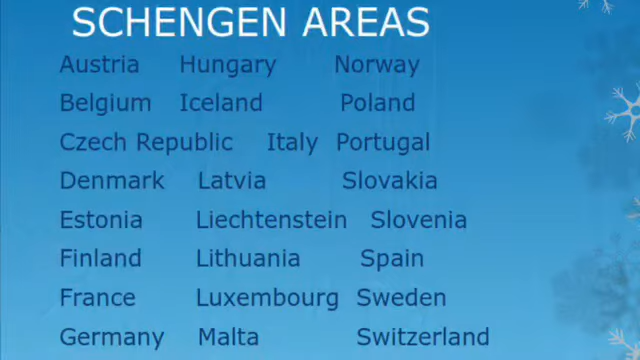 SCHENGEN AREAS
Austria Hungary Norway
Belgium Iceland Poland
Czech Republic Italy Portugal
Denmark Latvia Slovakia
Estonia Liechtenstein Slovenia
Finland Lithuania Spain
France Luxembourg Sweden
Germany Malta Switzerland